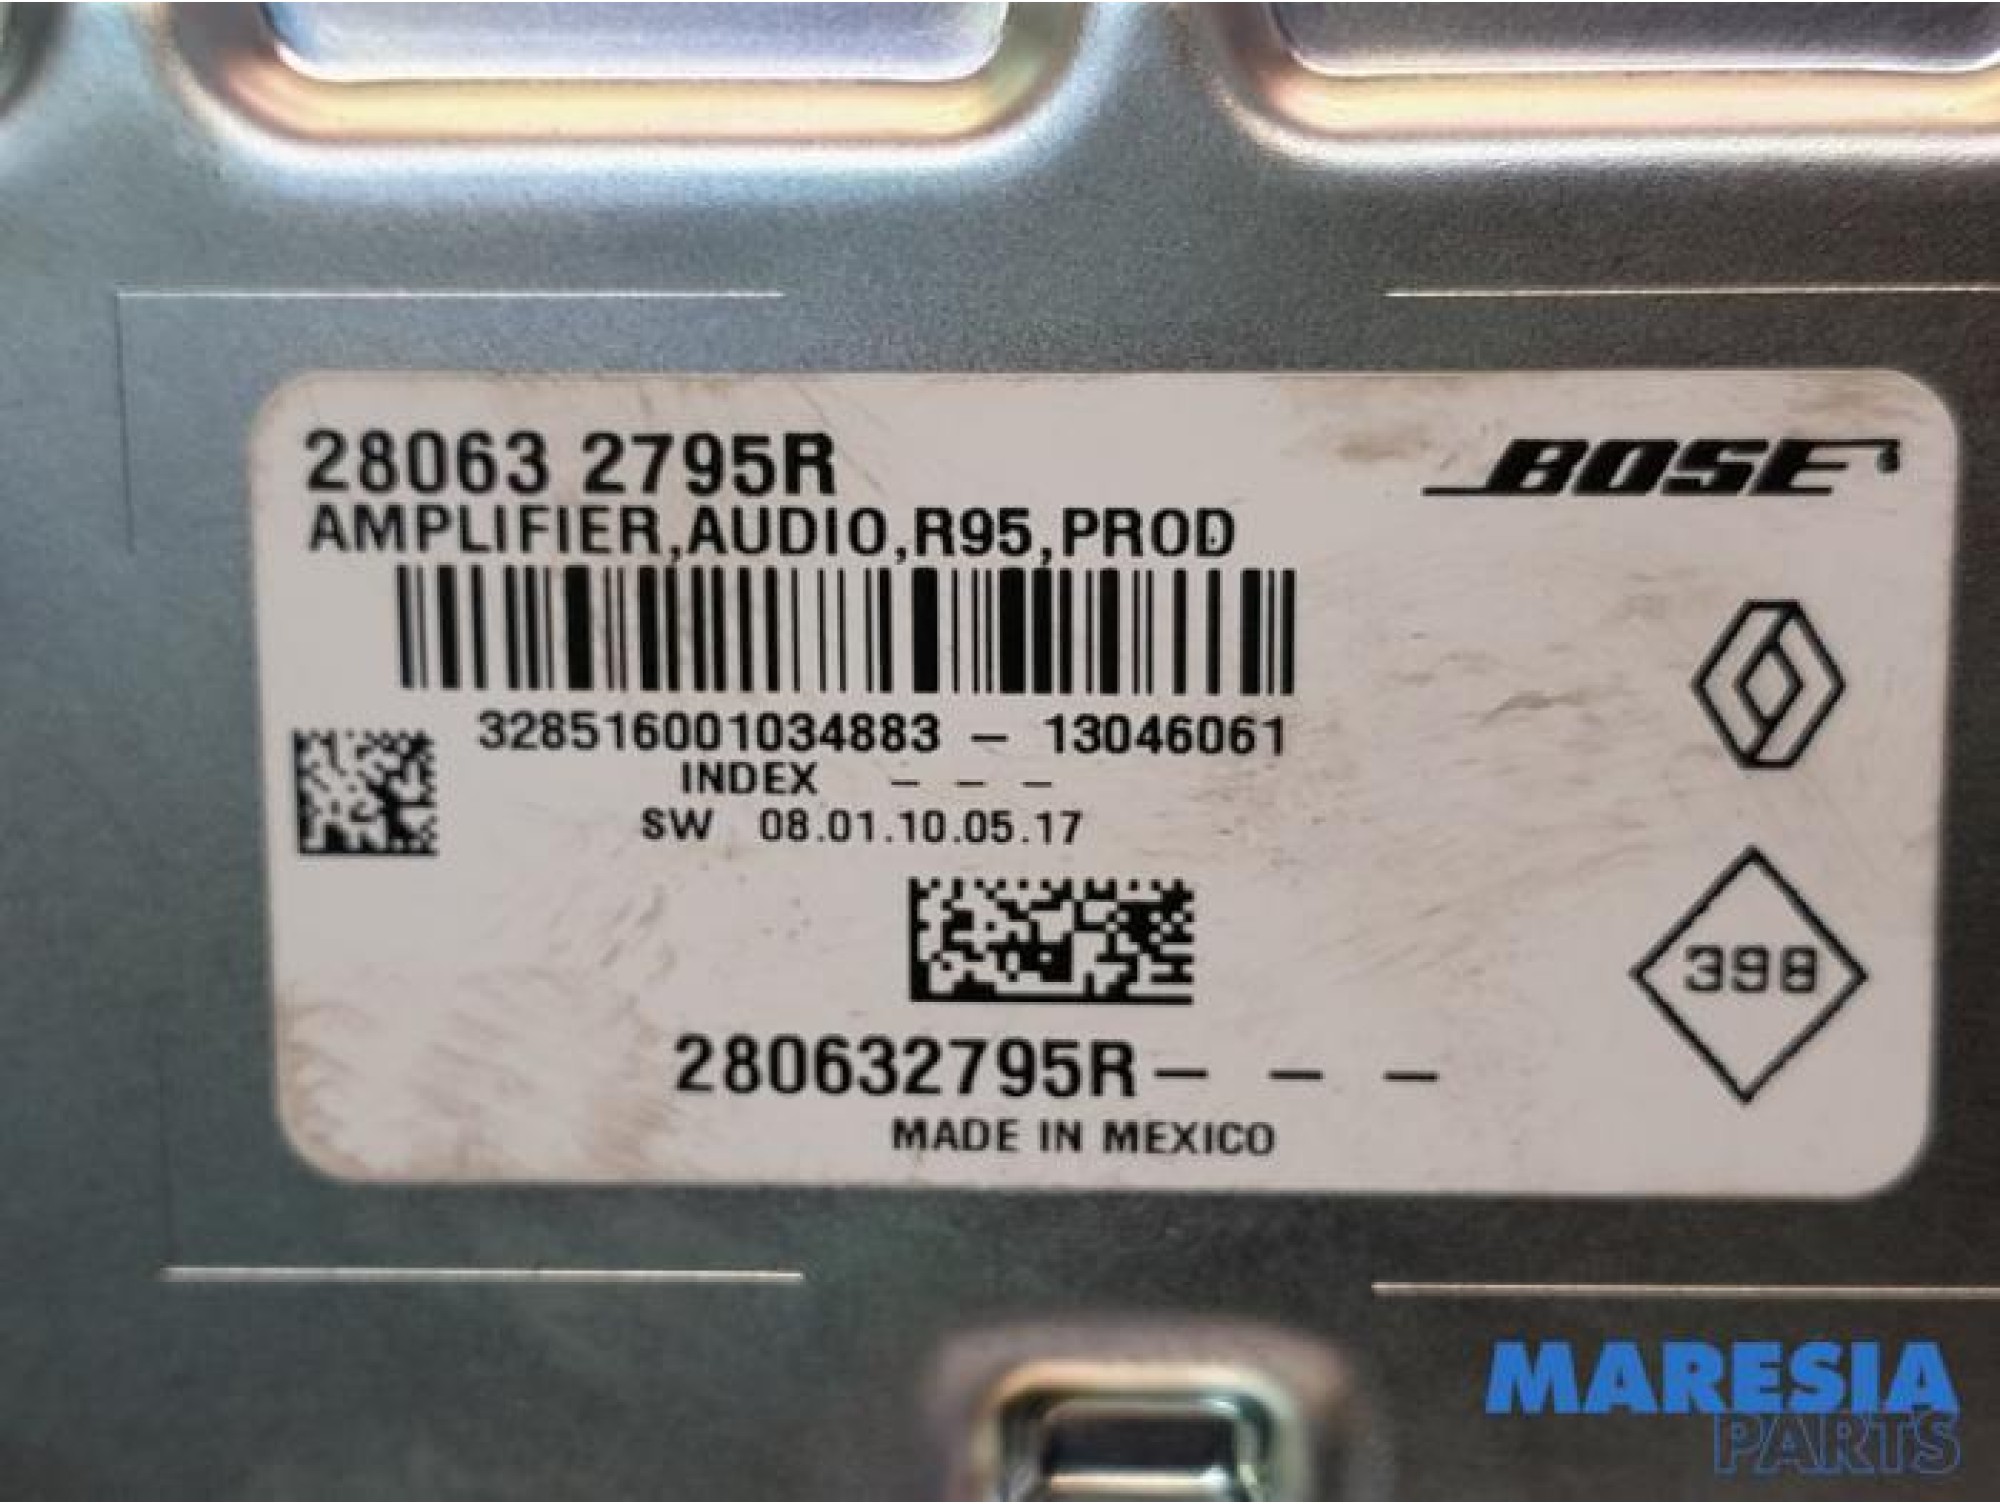 28063 2795R
BOSE
AMPLIFIER,AUDIO,R95,PROD
328516001034883 - 13046061
INDEX - - -
SW 08.01.10.05.17
398
280632795R- - -
MADE IN MEXICO
MARESIA
PARTS